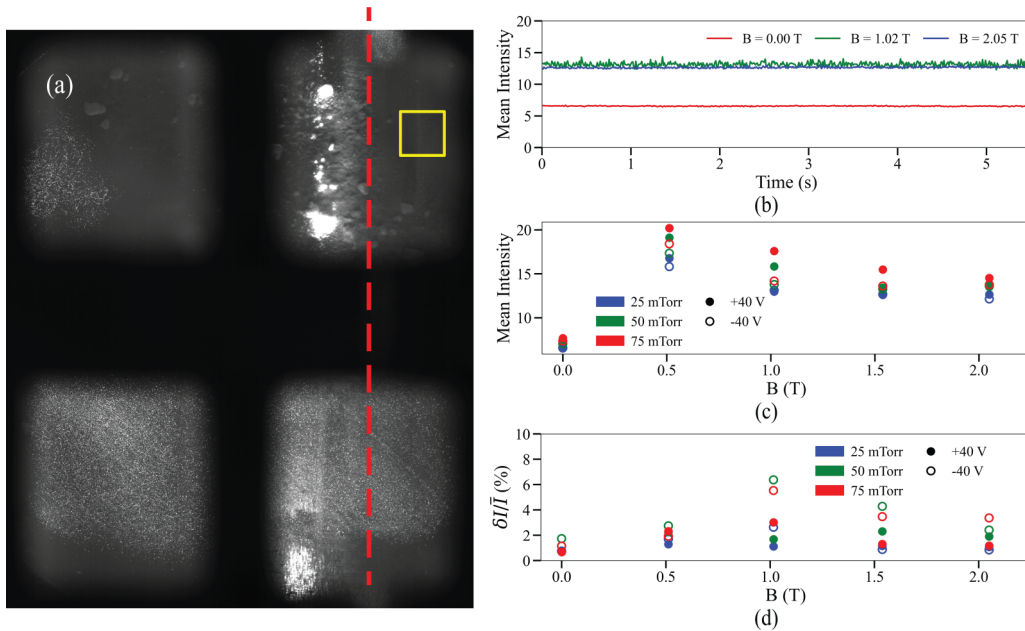 (a)
20
15
10
5
0
Mean Intensity
B = 0.00 T
B = 1.02 T
B = 2.05 T
0 1 2 3 4 5
Time (s)
(b)
20
15
10
Mean Intensity
25 mTorr
+40 V
50 mTorr
-40 V
75 mTorr
0.0 0.5 1.0 1.5 2.0
B (T)
(c)
10
8
6
4
2
0
δI/Ī (%)
25 mTorr
+40 V
50 mTorr
-40 V
75 mTorr
0.0 0.5 1.0 1.5 2.0
B (T)
(d)